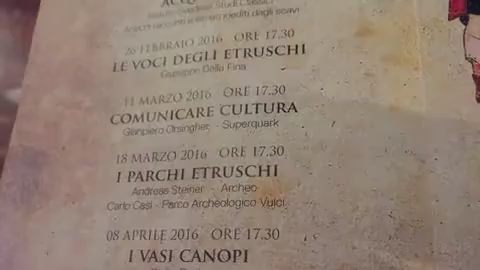 26 FEBBRAIO 2016 ORE 17.30
LE VOCI DEGLI ETRUSCHI
Giuseppe Della Fina
11 MARZO 2016 ORE 17.30
COMUNICARE CULTURA
Gianpiero Orsingher - Superquark
18 MARZO 2016 ORE 17.30
I PARCHI ETRUSCHI
Andreas Steiner - Archeo
Carlo Casi - Parco Archeologico Vulci
08 APRILE 2016 ORE 17.30
I VASI CANOPI